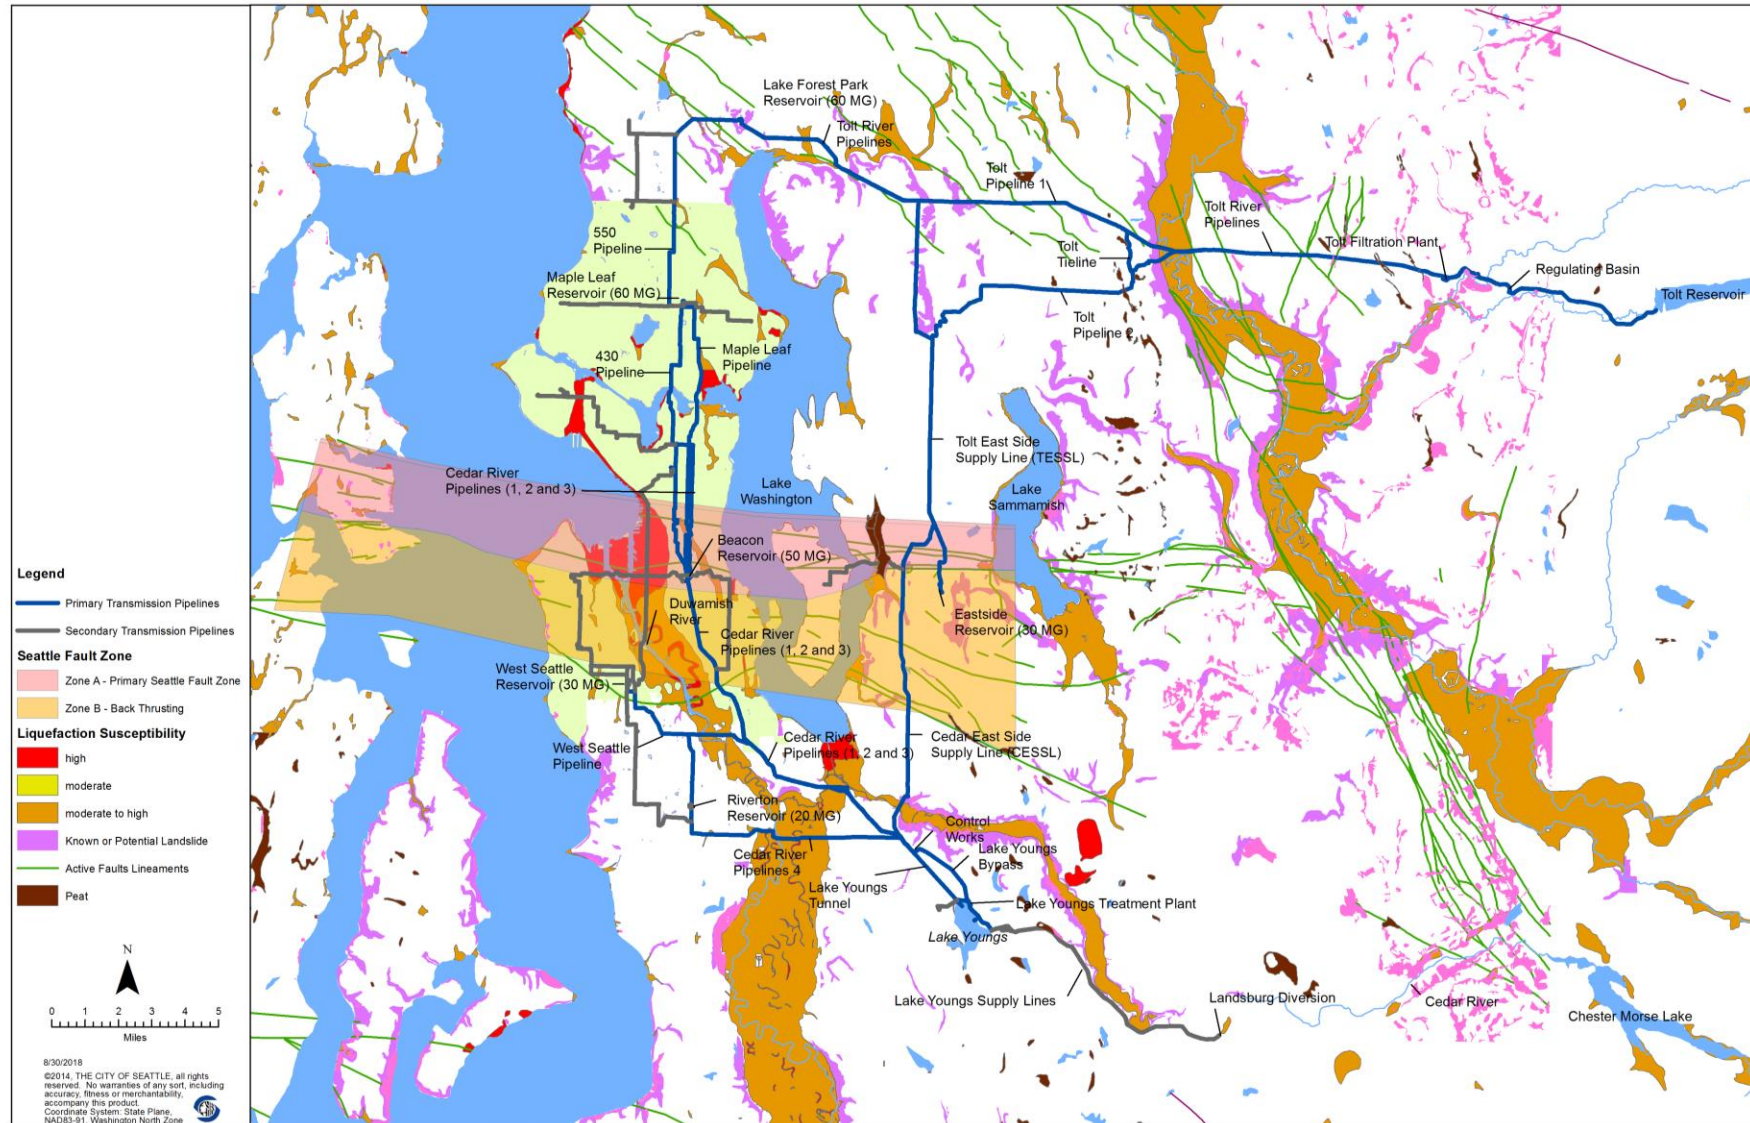 Lake Forest Park
Reservoir (60 MG)
Tolt River
Pipelines
Tolt
Pipeline 1
Tolt River
Pipelines
550
Pipeline
Tolt
Tieline
Tolt Filtration Plant
Regulating Basin
Maple Leaf
Reservoir (60 MG)
Tolt Reservoir
Tolt
Pipeline 2
430
Pipeline
Maple Leaf
Pipeline
Tolt East Side
Supply Line (TESSL)
Cedar River
Pipelines (1, 2 and 3)
Lake
Washington
Lake
Sammamish
Beacon
Reservoir (50 MG)
Duwamish
River
Eastside
Reservoir (30 MG)
Cedar River
Pipelines (1, 2 and 3)
West Seattle
Reservoir (30 MG)
West Seattle
Pipeline
Cedar River
Pipelines (1, 2 and 3)
Cedar East Side
Supply Line (CESSL)
Riverton
Reservoir (20 MG)
Control
Works
Lake Youngs
Bypass
Cedar River
Pipelines 4
Lake Youngs
Tunnel
Lake Youngs Treatment Plant
Lake Youngs
Lake Youngs Supply Lines
Landsburg Diversion
Cedar River
Chester Morse Lake
Legend
Primary Transmission Pipelines
Secondary Transmission Pipelines
Seattle Fault Zone
Zone A - Primary Seattle Fault Zone
Zone B - Back Thrusting
Liquefaction Susceptibility
high
moderate
moderate to high
Known or Potential Landslide
Active Faults Lineaments
Peat
N
0 1 2 3 4 5
Miles
8/30/2018
©2014, THE CITY OF SEATTLE, all rights
reserved. No warranties of any sort, including
accuracy, fitness or merchantability,
accompany this product.
Coordinate System: State Plane,
NAD83-91, Washington North Zone